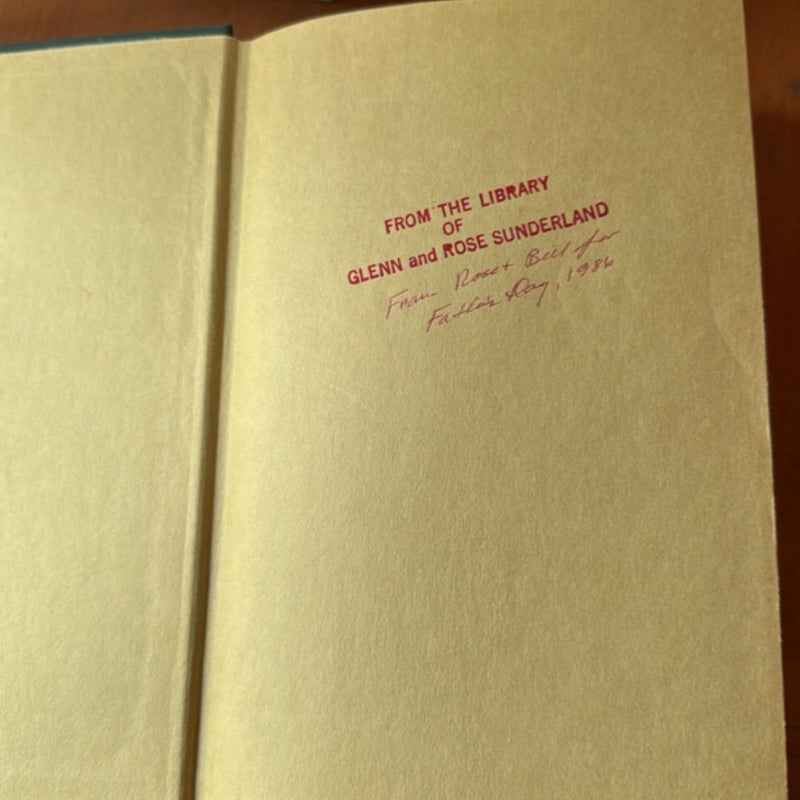 FROM THE LIBRARY
OF
GLENN and ROSE SUNDERLAND
From Rose + Bill for
Father's Day, 1986